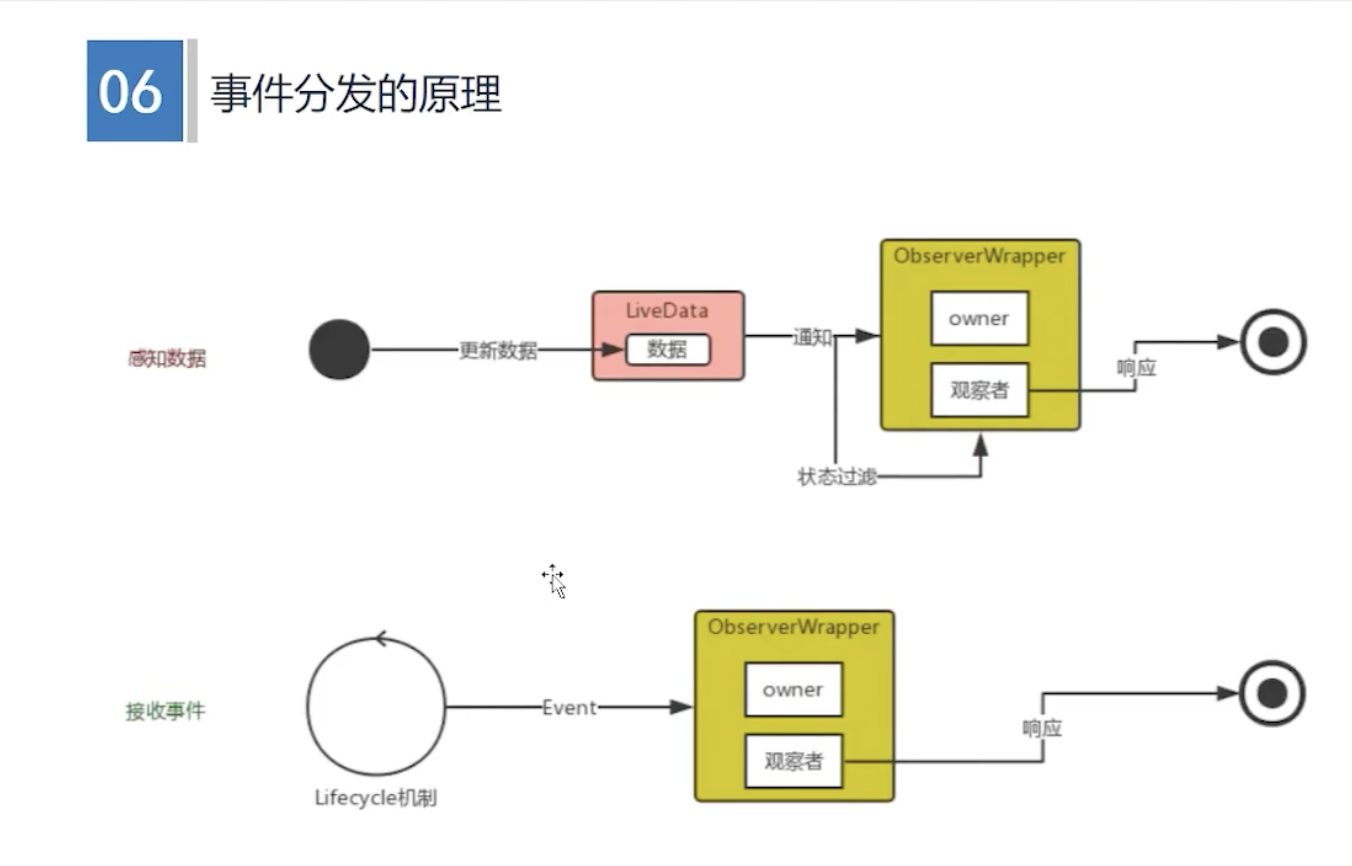 06 事件分发的原理
ObserverWrapper
LiveData
owner
感知数据
更新数据
数据
通知
响应
观察者
状态过滤
ObserverWrapper
owner
接收事件
Event
响应
观察者
Lifecycle机制